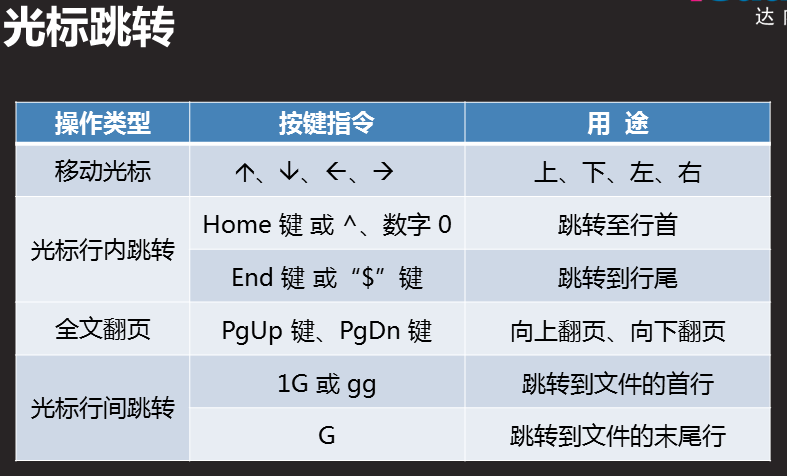 光标跳转
达
操作类型 按键指令 用 途
移动光标 ↑、↓、←、→ 上、下、左、右
光标行内跳转 Home 键 或 ^、数字 0 跳转至行首
End 键 或“$”键 跳转到行尾
全文翻页 PgUp 键、PgDn 键 向上翻页、向下翻页
光标行间跳转 1G 或 gg 跳转到文件的首行
G 跳转到文件的末尾行